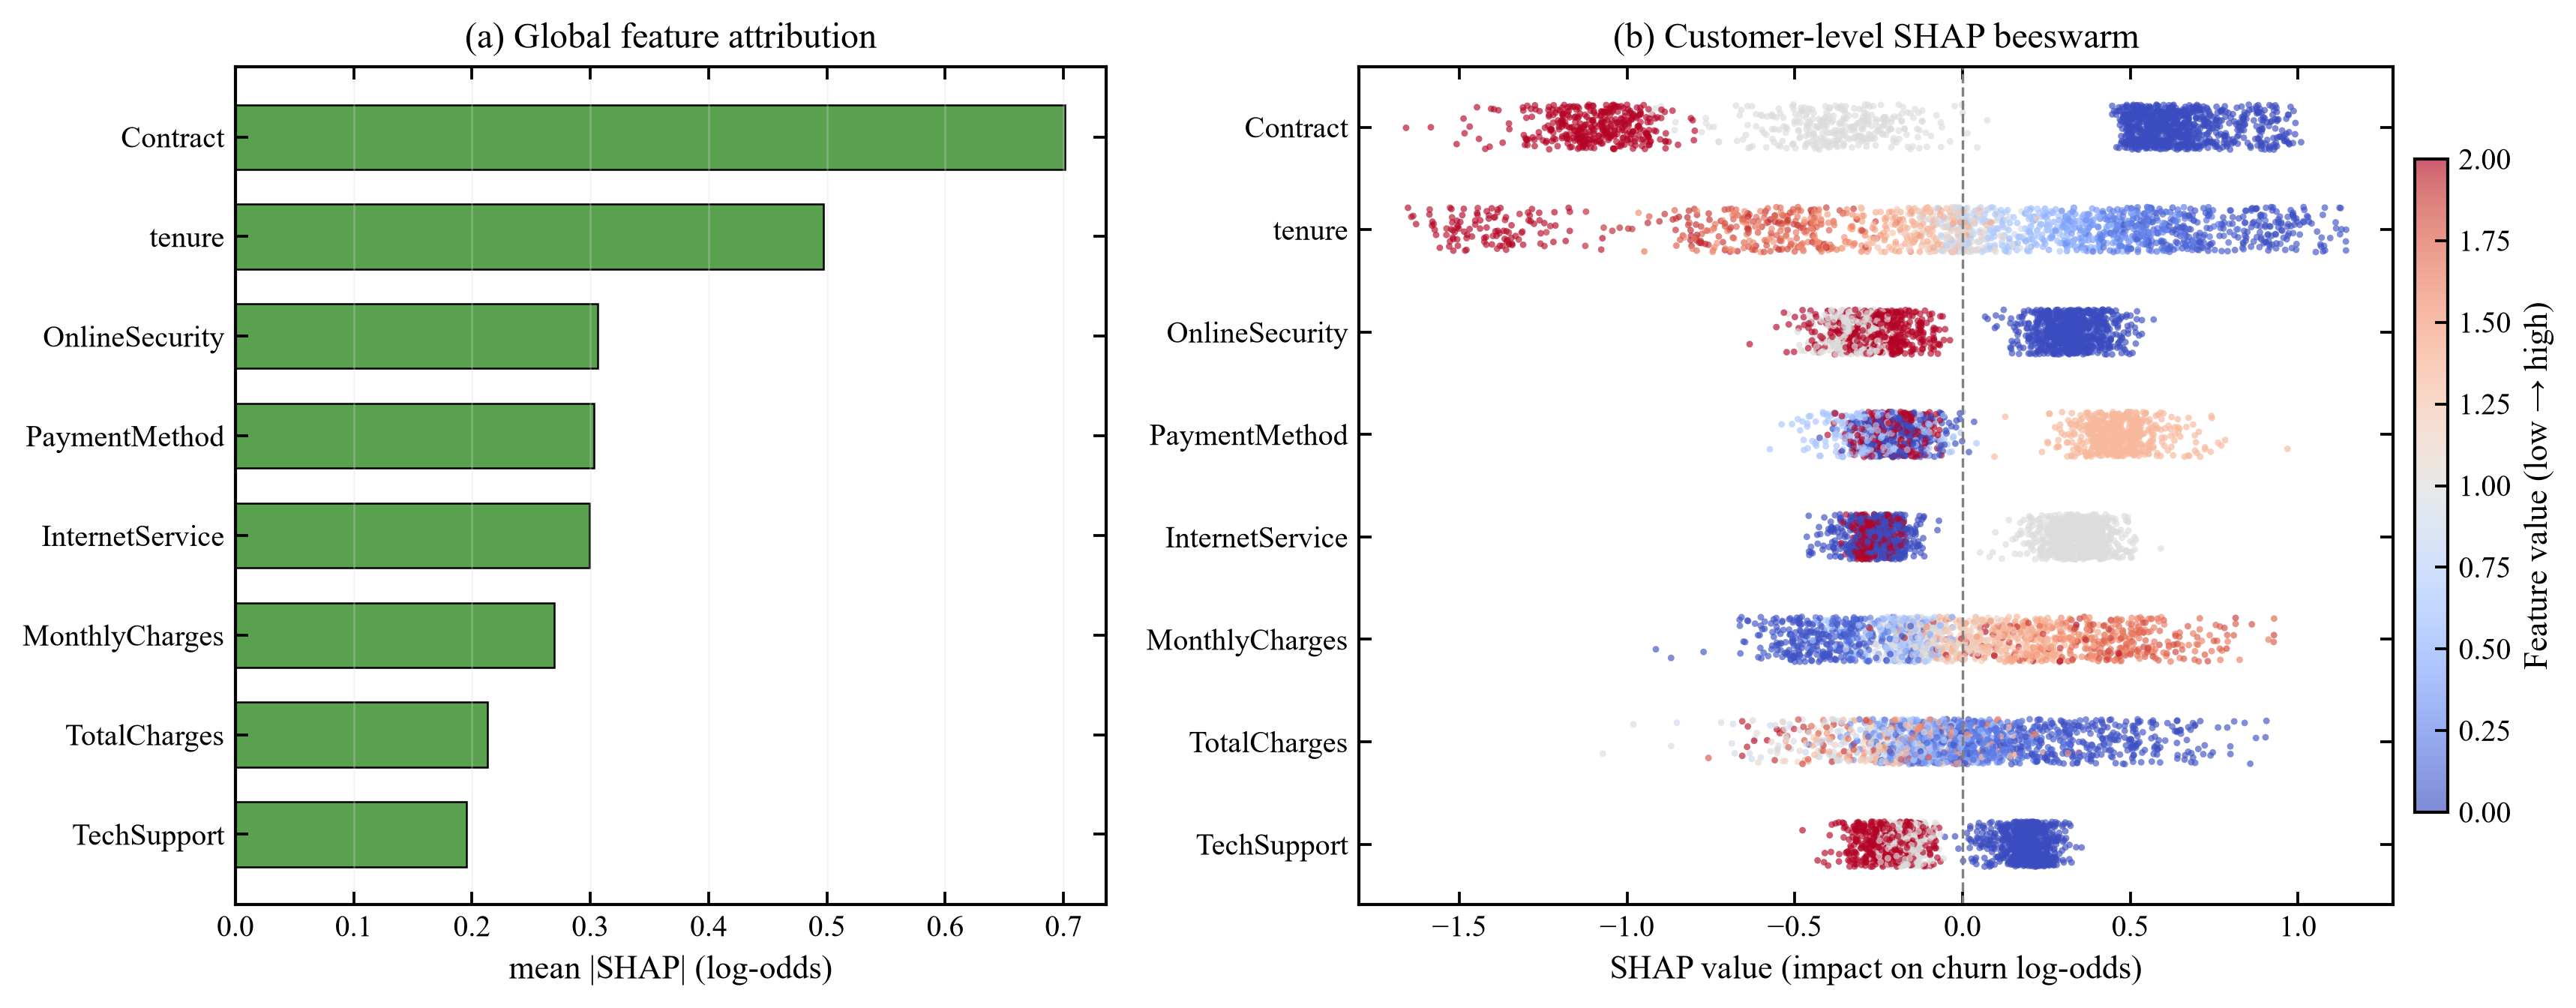 (a) Global feature attribution
Contract
tenure
OnlineSecurity
PaymentMethod
InternetService
MonthlyCharges
TotalCharges
TechSupport
0.0 0.1 0.2 0.3 0.4 0.5 0.6 0.7
mean |SHAP| (log-odds)
(b) Customer-level SHAP beeswarm
Contract
tenure
OnlineSecurity
PaymentMethod
InternetService
MonthlyCharges
TotalCharges
TechSupport
−1.5 −1.0 −0.5 0.0 0.5 1.0
SHAP value (impact on churn log-odds)
2.00
1.75
1.50
1.25
1.00
0.75
0.50
0.25
0.00
Feature value (low → high)